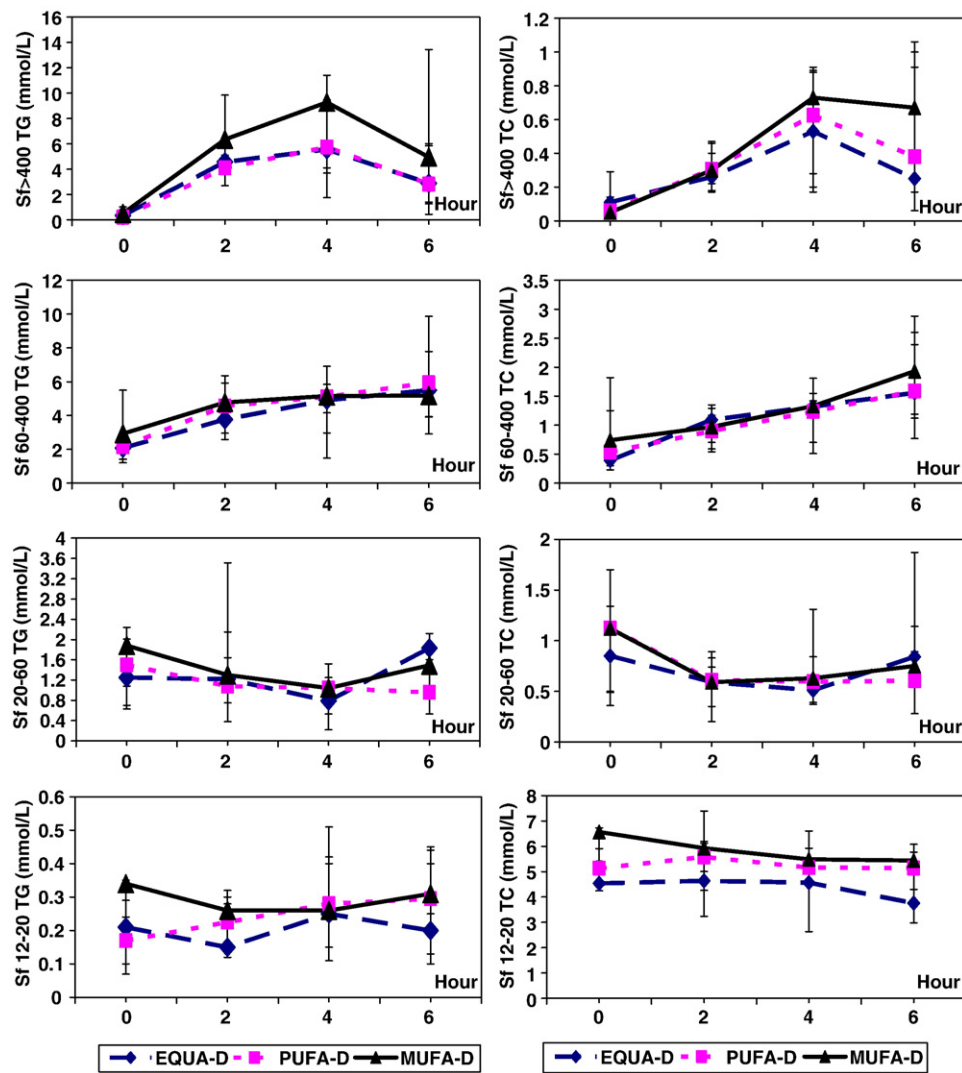 Sf>400 TG (mmol/L)
16
14
12
10
8
6
4
2
0
Hour
0 2 4 6
Sf>400 TC (mmol/L)
1.2
1
0.8
0.6
0.4
0.2
0
Hour
0 2 4 6
Sf 60-400 TG (mmol/L)
12
10
8
6
4
2
0
Hour
0 2 4 6
Sf 60-400 TC (mmol/L)
3.5
3
2.5
2
1.5
1
0.5
0
Hour
0 2 4 6
Sf 20-60 TG (mmol/L)
4
3.6
3.2
2.8
2.4
2
1.6
1.2
0.8
0.4
0
Hour
0 2 4 6
Sf 20-60 TC (mmol/L)
2
1.5
1
0.5
0
Hour
0 2 4 6
Sf 12-20 TG (mmol/L)
0.6
0.5
0.4
0.3
0.2
0.1
0
Hour
0 2 4 6
Sf 12-20 TC (mmol/L)
8
7
6
5
4
3
2
1
0
Hour
0 2 4 6
EQUA-D PUFA-D MUFA-D
EQUA-D PUFA-D MUFA-D